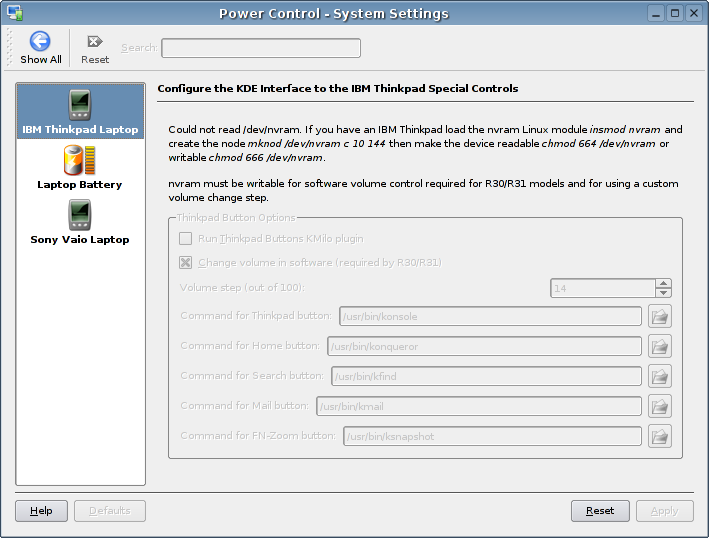 Power Control - System Settings
Show All
Reset
Search:
IBM Thinkpad Laptop
Laptop Battery
Sony Vaio Laptop
Configure the KDE Interface to the IBM Thinkpad Special Controls
Could not read /dev/nvram. If you have an IBM Thinkpad load the nvram Linux module insmod nvram and
create the node mknod /dev/nvram c 10 144 then make the device readable chmod 664 /dev/nvram or
writable chmod 666 /dev/nvram.
nvram must be writable for software volume control required for R30/R31 models and for using a custom
volume change step.
Thinkpad Button Options
Run Thinkpad Buttons KMilo plugin
Change volume in software (required by R30/R31)
Volume step (out of 100):
14
Command for Thinkpad button:
/usr/bin/konsole
Command for Home button:
/usr/bin/konqueror
Command for Search button:
/usr/bin/kfind
Command for Mail button:
/usr/bin/kmail
Command for FN-Zoom button:
/usr/bin/ksnapshot
Help
Defaults
Reset
Apply